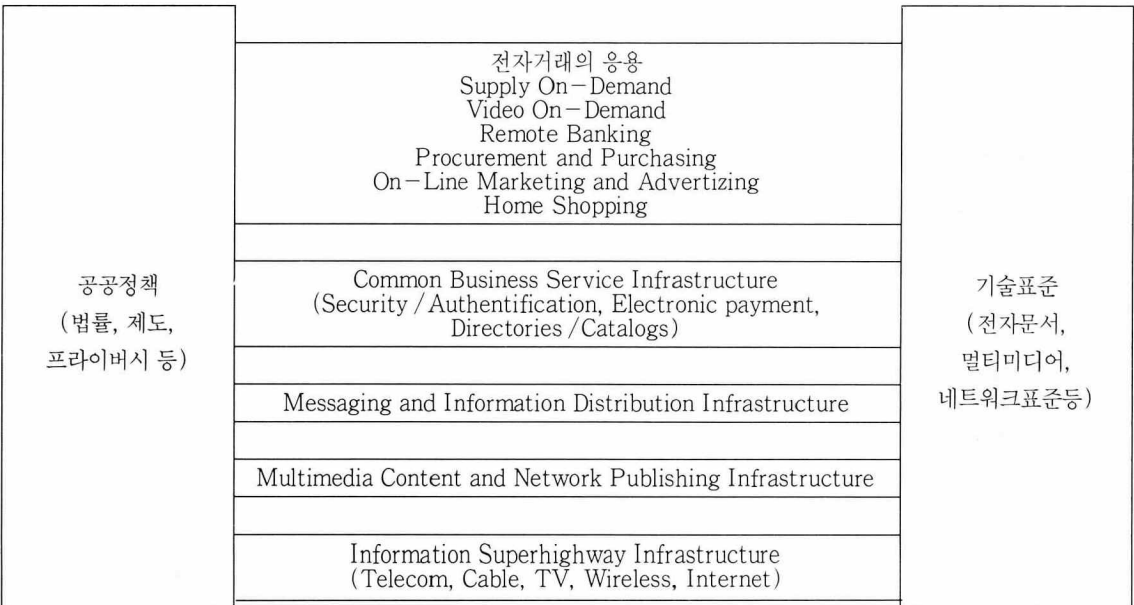 공공정책
(법률, 제도,
프라이버시 등)
전자거래의 응용
Supply On-Demand
Video On-Demand
Remote Banking
Procurement and Purchasing
On-Line Marketing and Advertizing
Home Shopping
Common Business Service Infrastructure
(Security/Authentification, Electronic payment,
Directories/Catalogs)
Messaging and Information Distribution Infrastructure
Multimedia Content and Network Publishing Infrastructure
Information Superhighway Infrastructure
(Telecom, Cable, TV, Wireless, Internet)
기술표준
(전자문서,
멀티미디어,
네트워크표준등)